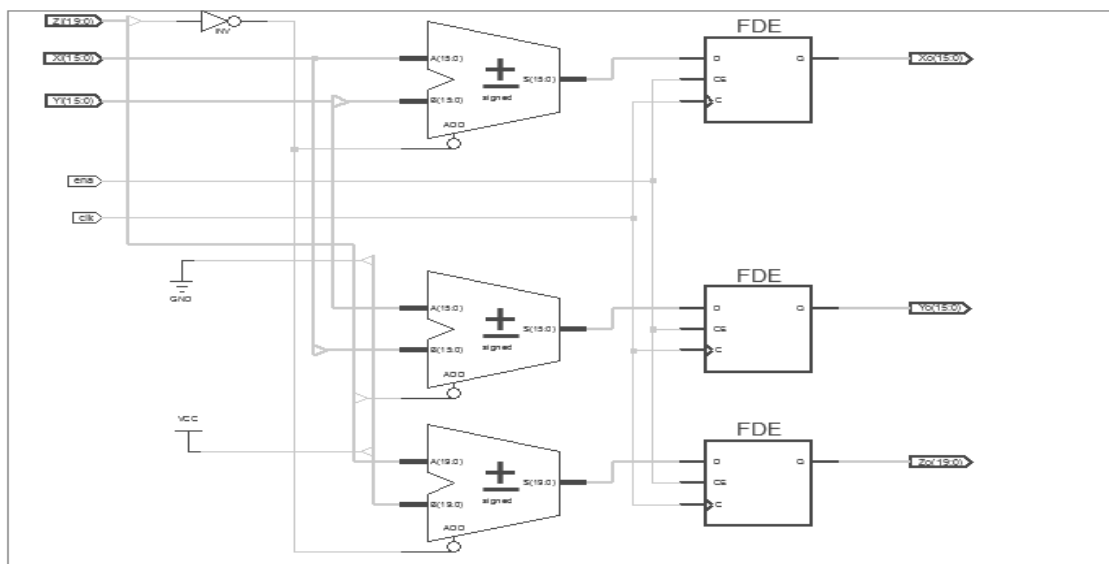 Zi(19:0)
INV
Xi(15:0)
Yi(15:0)
ena
clk
GND
VCC
A(15:0)
B(15:0)
S(15:0)
signed
ADD
FDE
D
CE
C
Q
Xo(15:0)
A(15:0)
B(15:0)
S(15:0)
signed
ADD
FDE
D
CE
C
Q
Yo(15:0)
A(19:0)
B(19:0)
S(19:0)
signed
ADD
FDE
D
CE
C
Q
Zo(19:0)